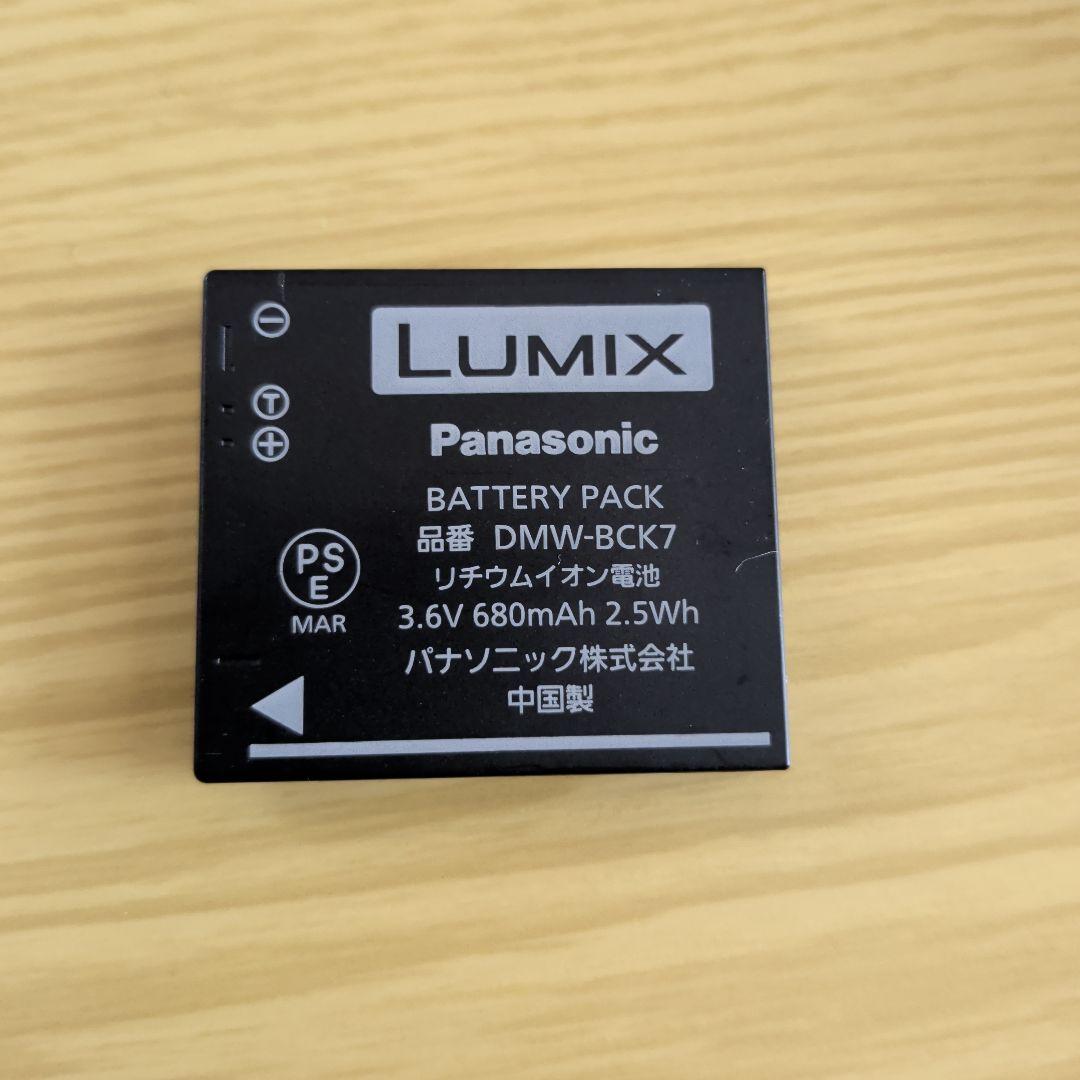 LUMIX
Panasonic
BATTERY PACK
品番 DMW-BCK7
リチウムイオン電池
3.6V 680mAh 2.5Wh
パナソニック株式会社
中国製
−
T
+
PS
E
MAR